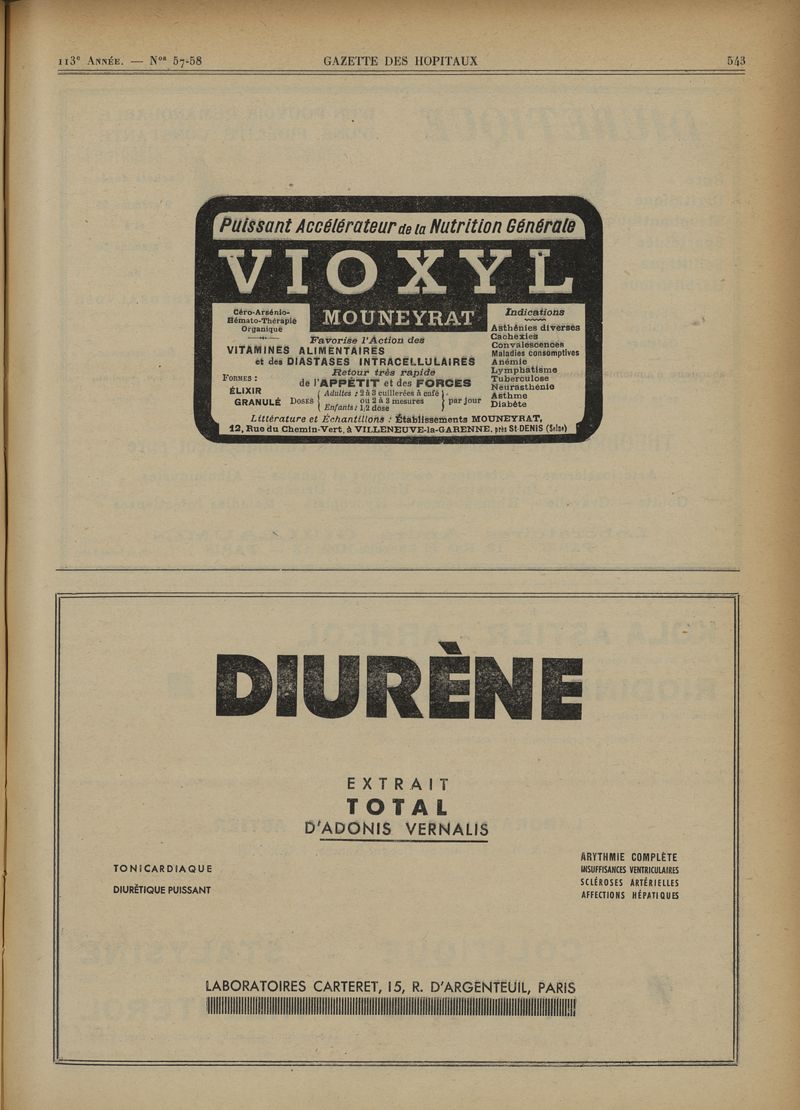 113e ANNÉE. — Nos 57-58 GAZETTE DES HOPITAUX 543
Puissant Accélérateur de la Nutrition Générale
VIOXYL
MOUNEYRAT
Céro-Arsénio-
Hémato-Thérapie
Organique
Favorise l'Action des
VITAMINES ALIMENTAIRES
et des DIASTASES INTRACELLULAIRES
Retour très rapide
de l'APPÉTIT et des FORCES
FORMES :
ÉLIXIR
GRANULÉ
DOSES
Adultes : 2 à 3 cuillerées à café
ou 2 à 3 mesures
Enfants : 1/2 dose
par jour
Indications
Asthénies diverses
Cachexies
Convalescences
Maladies consomptives
Anémie
Lymphatisme
Tuberculose
Neurasthénie
Asthme
Diabète
Littérature et Échantillons : Établissements MOUNEYRAT,
12, Rue du Chemin-Vert, à VILLENEUVE-la-GARENNE, près St-DENIS (Seine)
DIURÈNE
EXTRAIT
TOTAL
D'ADONIS VERNALIS
TONICARDIAQUE
DIURÉTIQUE PUISSANT
ARYTHMIE COMPLÈTE
INSUFFISANCES VENTRICULAIRES
SCLÉROSES ARTÉRIELLES
AFFECTIONS HÉPATIQUES
LABORATOIRES CARTERET, 15, R. D'ARGENTEUIL, PARIS